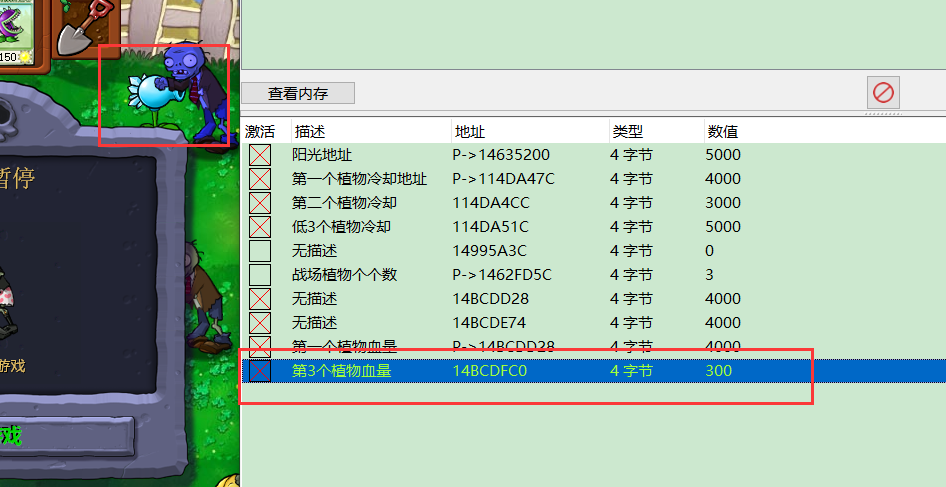 150
暂停
游戏
戏
查看内存
激活 描述 地址 类型 数值
阳光地址 P->14635200 4 字节 5000
第一个植物冷却地址 P->114DA47C 4 字节 4000
第二个植物冷却 114DA4CC 4 字节 3000
低3个植物冷却 114DA51C 4 字节 4000
无描述 14995A3C 4 字节 0
战场植物个个数 P->1462FD5C 4 字节 3
无描述 14BCDD28 4 字节 4000
无描述 14BCDE74 4 字节 4000
第一个植物血量 P->14BCDD28 4 字节 4000
第3个植物血量 14BCDFC0 4 字节 300